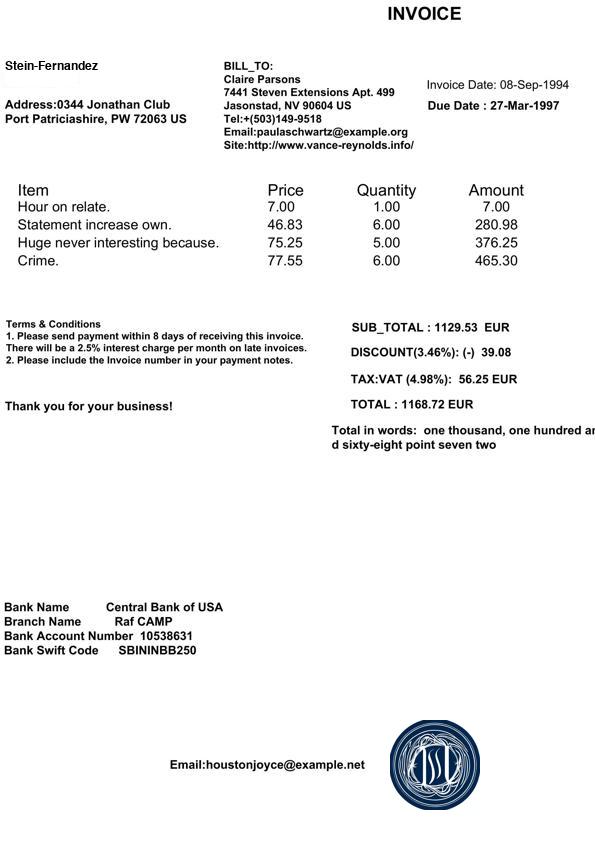 INVOICE
Stein-Fernandez
Address:0344 Jonathan Club
Port Patriciashire, PW 72063 US
BILL_TO:
Claire Parsons
7441 Steven Extensions Apt. 499
Jasonstad, NV 90604 US
Tel:+(503)149-9518
Email:paulaschwartz@example.org
Site:http://www.vance-reynolds.info/
Invoice Date: 08-Sep-1994
Due Date : 27-Mar-1997
Item Price Quantity Amount
Hour on relate. 7.00 1.00 7.00
Statement increase own. 46.83 6.00 280.98
Huge never interesting because. 75.25 5.00 376.25
Crime. 77.55 6.00 465.30
Terms & Conditions
1. Please send payment within 8 days of receiving this invoice.
There will be a 2.5% interest charge per month on late invoices.
2. Please include the Invoice number in your payment notes.
Thank you for your business!
SUB_TOTAL : 1129.53 EUR
DISCOUNT(3.46%): (-) 39.08
TAX:VAT (4.98%): 56.25 EUR
TOTAL : 1168.72 EUR
Total in words: one thousand, one hundred an
d sixty-eight point seven two
Bank Name Central Bank of USA
Branch Name Raf CAMP
Bank Account Number 10538631
Bank Swift Code SBININBB250
Email:houstonjoyce@example.net